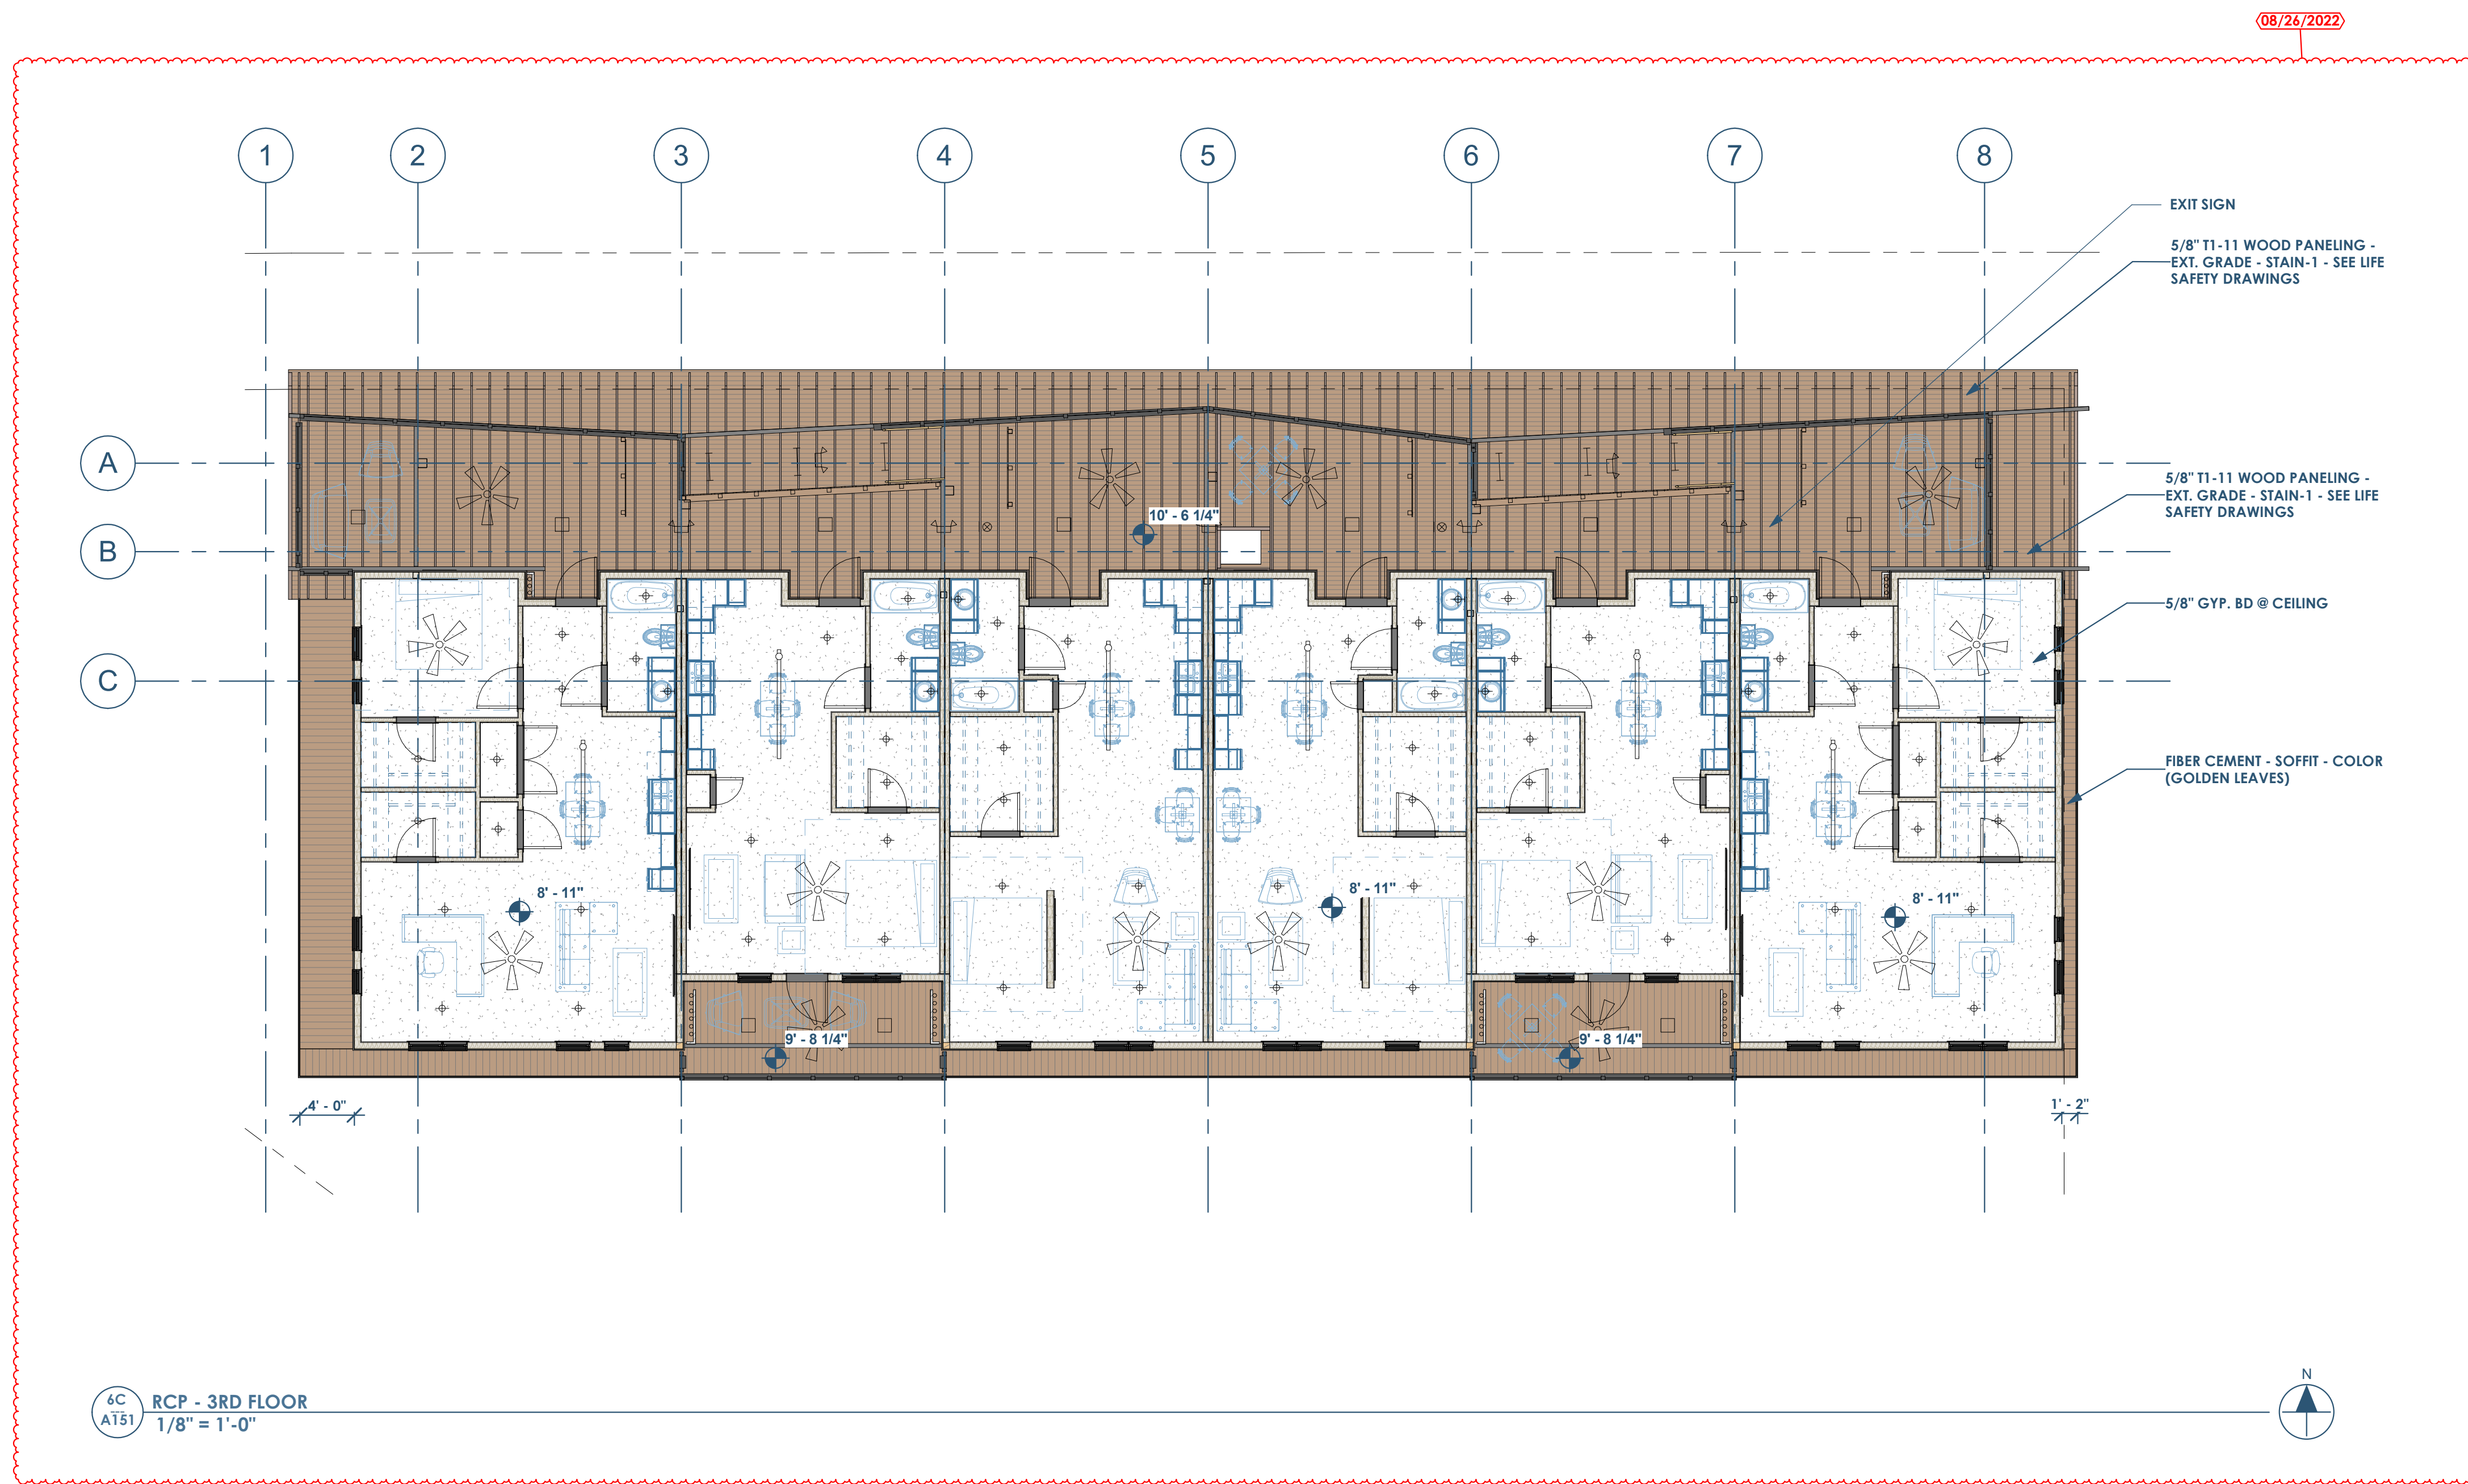 08/26/2022
1 2 3 4 5 6 7 8
EXIT SIGN
5/8" T1-11 WOOD PANELING -
EXT. GRADE - STAIN-1 - SEE LIFE
SAFETY DRAWINGS
A
5/8" T1-11 WOOD PANELING -
EXT. GRADE - STAIN-1 - SEE LIFE
SAFETY DRAWINGS
10' - 6 1/4"
B
5/8" GYP. BD @ CEILING
C
FIBER CEMENT - SOFFIT - COLOR
(GOLDEN LEAVES)
8' - 11"
8' - 11"
8' - 11"
9' - 8 1/4"
9' - 8 1/4"
4' - 0"
1' - 2"
N
6C
A151
RCP - 3RD FLOOR
1/8" = 1'-0"